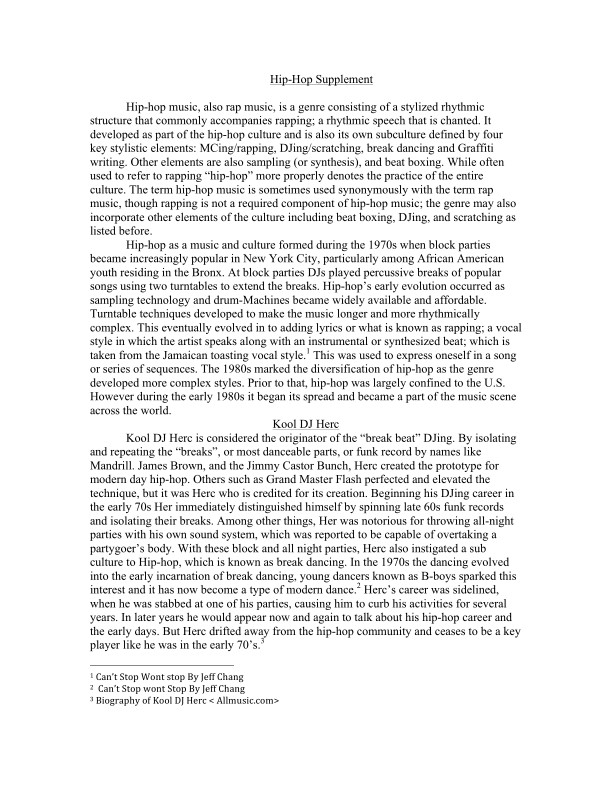 Hip-Hop Supplement
Hip-hop music, also rap music, is a genre consisting of a stylized rhythmic
structure that commonly accompanies rapping; a rhythmic speech that is chanted. It
developed as part of the hip-hop culture and is also its own subculture defined by four
key stylistic elements: MCing/rapping, DJing/scratching, break dancing and Graffiti
writing. Other elements are also sampling (or synthesis), and beat boxing. While often
used to refer to rapping “hip-hop” more properly denotes the practice of the entire
culture. The term hip-hop music is sometimes used synonymously with the term rap
music, though rapping is not a required component of hip-hop music; the genre may also
incorporate other elements of the culture including beat boxing, DJing, and scratching as
listed before.
Hip-hop as a music and culture formed during the 1970s when block parties
became increasingly popular in New York City, particularly among African American
youth residing in the Bronx. At block parties DJs played percussive breaks of popular
songs using two turntables to extend the breaks. Hip-hop’s early evolution occurred as
sampling technology and drum-Machines became widely available and affordable.
Turntable techniques developed to make the music longer and more rhythmically
complex. This eventually evolved in to adding lyrics or what is known as rapping; a vocal
style in which the artist speaks along with an instrumental or synthesized beat; which is
taken from the Jamaican toasting vocal style.1 This was used to express oneself in a song
or series of sequences. The 1980s marked the diversification of hip-hop as the genre
developed more complex styles. Prior to that, hip-hop was largely confined to the U.S.
However during the early 1980s it began its spread and became a part of the music scene
across the world.
Kool DJ Herc
Kool DJ Herc is considered the originator of the “break beat” DJing. By isolating
and repeating the “breaks”, or most danceable parts, or funk record by names like
Mandrill. James Brown, and the Jimmy Castor Bunch, Herc created the prototype for
modern day hip-hop. Others such as Grand Master Flash perfected and elevated the
technique, but it was Herc who is credited for its creation. Beginning his DJing career in
the early 70s Her immediately distinguished himself by spinning late 60s funk records
and isolating their breaks. Among other things, Her was notorious for throwing all-night
parties with his own sound system, which was reported to be capable of overtaking a
partygoer’s body. With these block and all night parties, Herc also instigated a sub
culture to Hip-hop, which is known as break dancing. In the 1970s the dancing evolved
into the early incarnation of break dancing, young dancers known as B-boys sparked this
interest and it has now become a type of modern dance.2 Herc’s career was sidelined,
when he was stabbed at one of his parties, causing him to curb his activities for several
years. In later years he would appear now and again to talk about his hip-hop career and
the early days. But Herc drifted away from the hip-hop community and ceases to be a key
player like he was in the early 70’s.3
1 Can’t Stop Wont stop By Jeff Chang
2 Can’t Stop wont Stop By Jeff Chang
3 Biography of Kool DJ Herc < Allmusic.com>